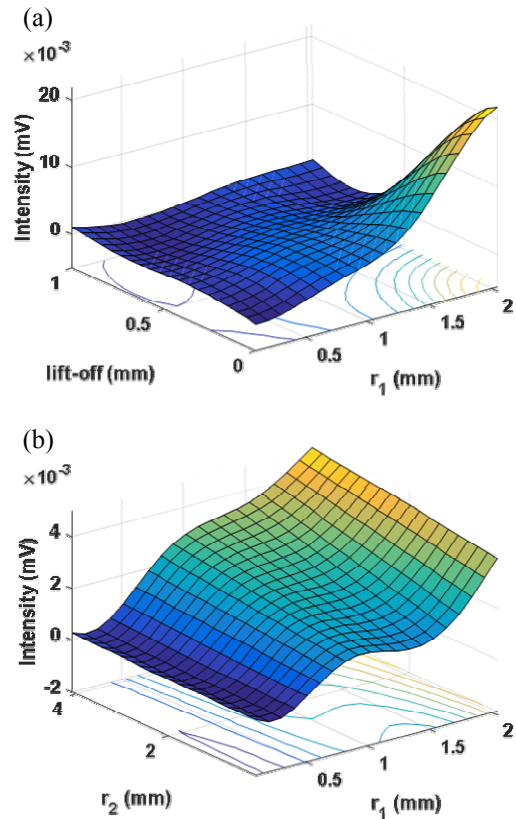 (a)
×10⁻³
20
10
0
Intensity (mV)
1
0.5
0
lift-off (mm)
0.5
1
1.5
2
r₁ (mm)
(b)
×10⁻³
4
2
0
-2
Intensity (mV)
4
2
r₂ (mm)
0.5
1
1.5
2
r₁ (mm)